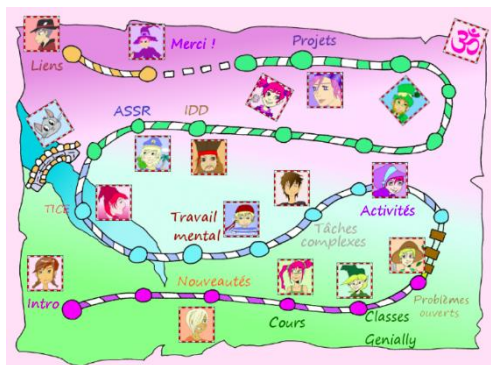 Merci !
Projets
Liens
ॐ
ASSR
IDD
TICE
Travail
mental
Activités
Tâches
complexes
Intro
Nouveautés
Cours
Classes
Genially
Problèmes
ouverts